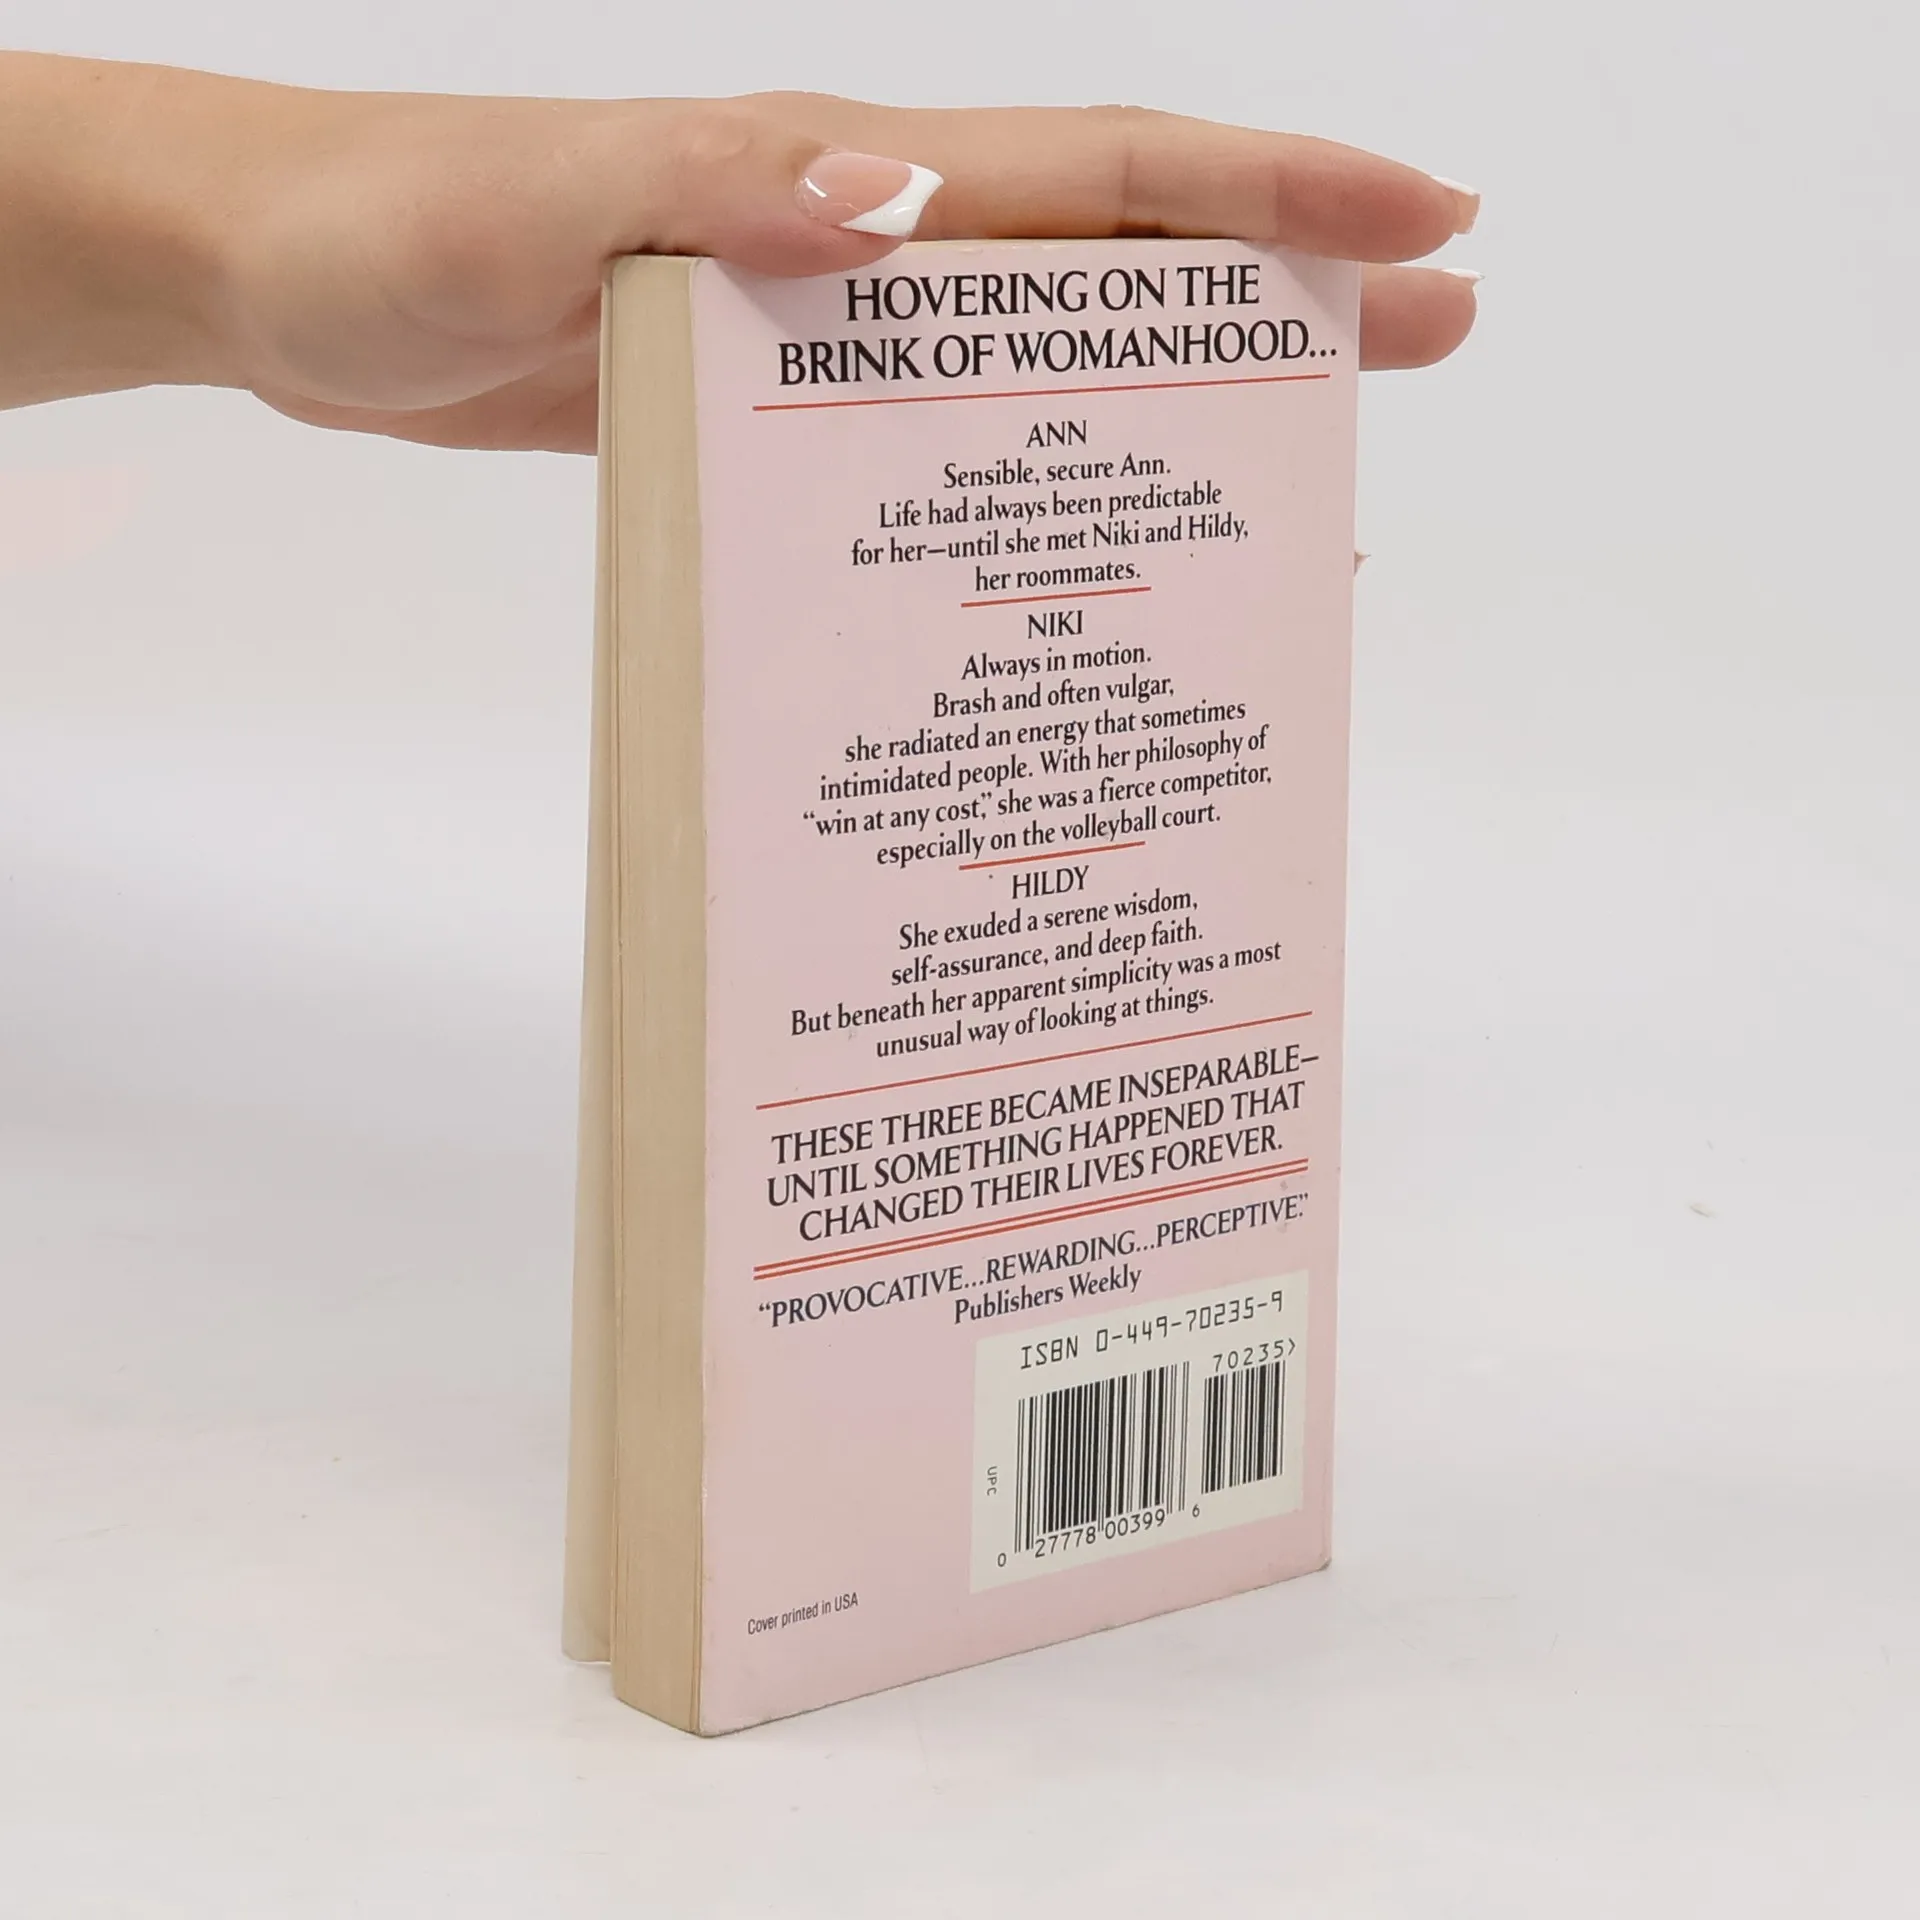 HOVERING ON THE
BRINK OF WOMANHOOD...
ANN
Sensible, secure Ann.
Life had always been predictable
for her—until she met Niki and Hildy,
her roommates.
NIKI
Always in motion.
Brash and often vulgar,
she radiated an energy that sometimes
intimidated people. With her philosophy of
“win at any cost,” she was a fierce competitor,
especially on the volleyball court.
HILDY
She exuded a serene wisdom,
self-assurance, and deep faith.
But beneath her apparent simplicity was a most
unusual way of looking at things.
THESE THREE BECAME INSEPARABLE—
UNTIL SOMETHING HAPPENED THAT
CHANGED THEIR LIVES FOREVER.
“PROVOCATIVE...REWARDING...PERCEPTIVE.”
Publishers Weekly
ISBN 0-449-70235-9
70235>
UPC
0 27778 00399 6
Cover printed in USA